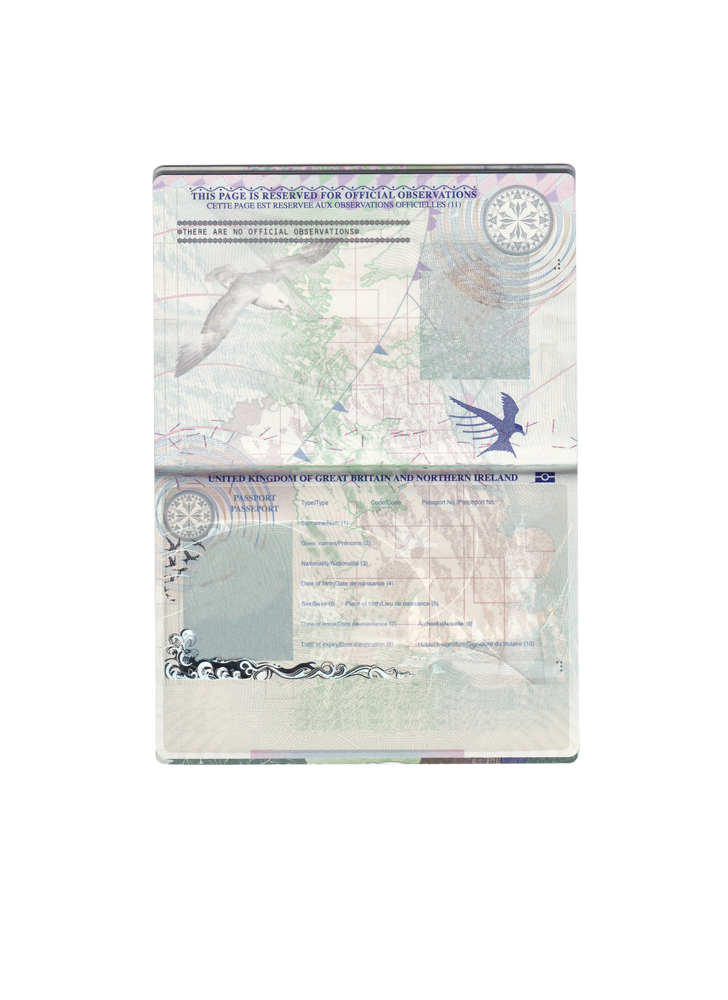 THIS PAGE IS RESERVED FOR OFFICIAL OBSERVATIONS
CETTE PAGE EST RESERVEE AUX OBSERVATIONS OFFICIELLES (11)
*THERE ARE NO OFFICIAL OBSERVATIONS*
UNITED KINGDOM OF GREAT BRITAIN AND NORTHERN IRELAND
PASSPORT
PASSEPORT
Type/Type Code/Code Passport No./Passeport No.
Surname/Nom (1)
Given names/Prénoms (2)
Nationality/Nationalité (3)
Date of birth/Date de naissance (4)
Sex/Sexe (5) Place of birth/Lieu de naissance (6)
Date of issue/Date de délivrance (7) Authority/Autorité (8)
Date of expiry/Date d'expiration (9) Holder's signature/Signature du titulaire (10)